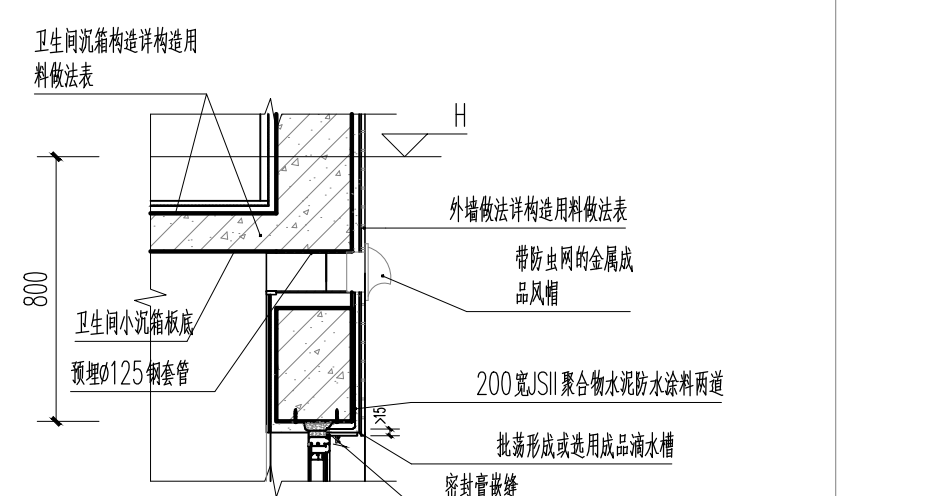 卫生间沉箱构造详构造用
料做法表
H
外墙做法详构造用料做法表
带防虫网的金属成
品风帽
800
卫生间小沉箱板底
预埋Ø125钢套管
200宽JSII聚合物水泥防水涂料两道
>15
批荡形成或选用成品滴水槽
密封膏嵌缝